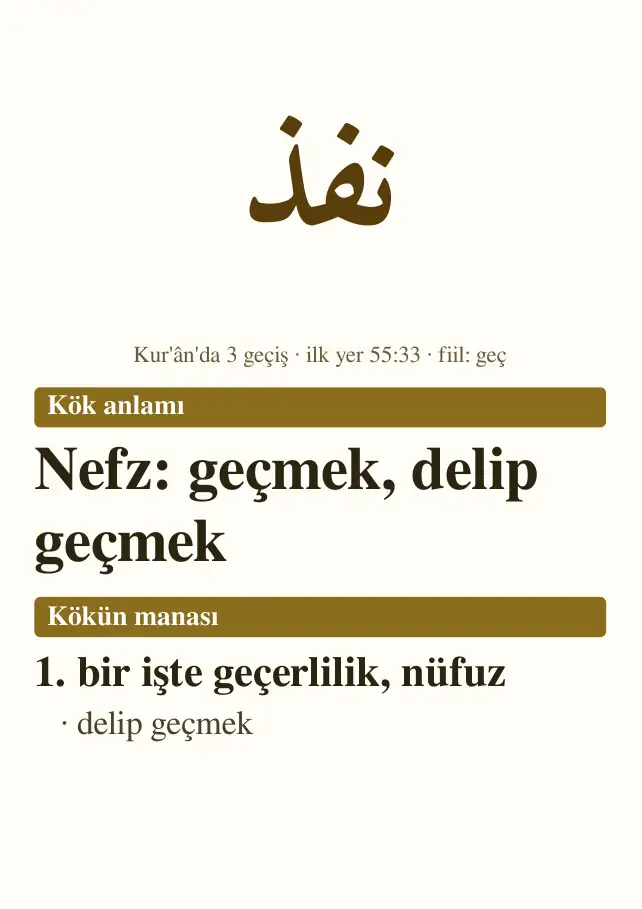 نفذ
Kur'ân'da 3 geçiş · ilk yer 55:33 · fiil: geç
Kök anlamı
Nefz: geçmek, delip
geçmek
Kökün manası
1. bir işte geçerlilik, nüfuz
· delip geçmek